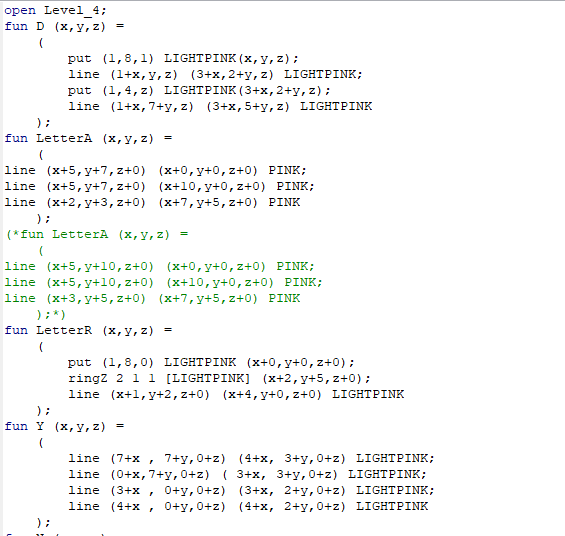 open Level_4;
fun D (x,y,z) =
    (
        put (1,8,1) LIGHTPINK(x,y,z);
        line (1+x,y,z) (3+x,2+y,z) LIGHTPINK;
        put (1,4,z) LIGHTPINK(3+x,2+y,z);
        line (1+x,7+y,z) (3+x,5+y,z) LIGHTPINK
    );
fun LetterA (x,y,z) =
    (
line (x+5,y+7,z+0) (x+0,y+0,z+0) PINK;
line (x+5,y+7,z+0) (x+10,y+0,z+0) PINK;
line (x+2,y+3,z+0) (x+7,y+5,z+0) PINK
    );
(*fun LetterA (x,y,z) =
    (
line (x+5,y+10,z+0) (x+0,y+0,z+0) PINK;
line (x+5,y+10,z+0) (x+10,y+0,z+0) PINK;
line (x+3,y+5,z+0) (x+7,y+5,z+0) PINK
    );*)
fun LetterR (x,y,z) =
    (
        put (1,8,0) LIGHTPINK (x+0,y+0,z+0);
        ringZ 2 1 1 [LIGHTPINK] (x+2,y+5,z+0);
        line (x+1,y+2,z+0) (x+4,y+0,z+0) LIGHTPINK
    );
fun Y (x,y,z) =
    (
        line (7+x , 7+y,0+z) (4+x, 3+y,0+z) LIGHTPINK;
        line (0+x,7+y,0+z) ( 3+x, 3+y,0+z) LIGHTPINK;
        line (3+x , 0+y,0+z) (3+x, 2+y,0+z) LIGHTPINK;
        line (4+x , 0+y,0+z) (4+x, 2+y,0+z) LIGHTPINK
    );